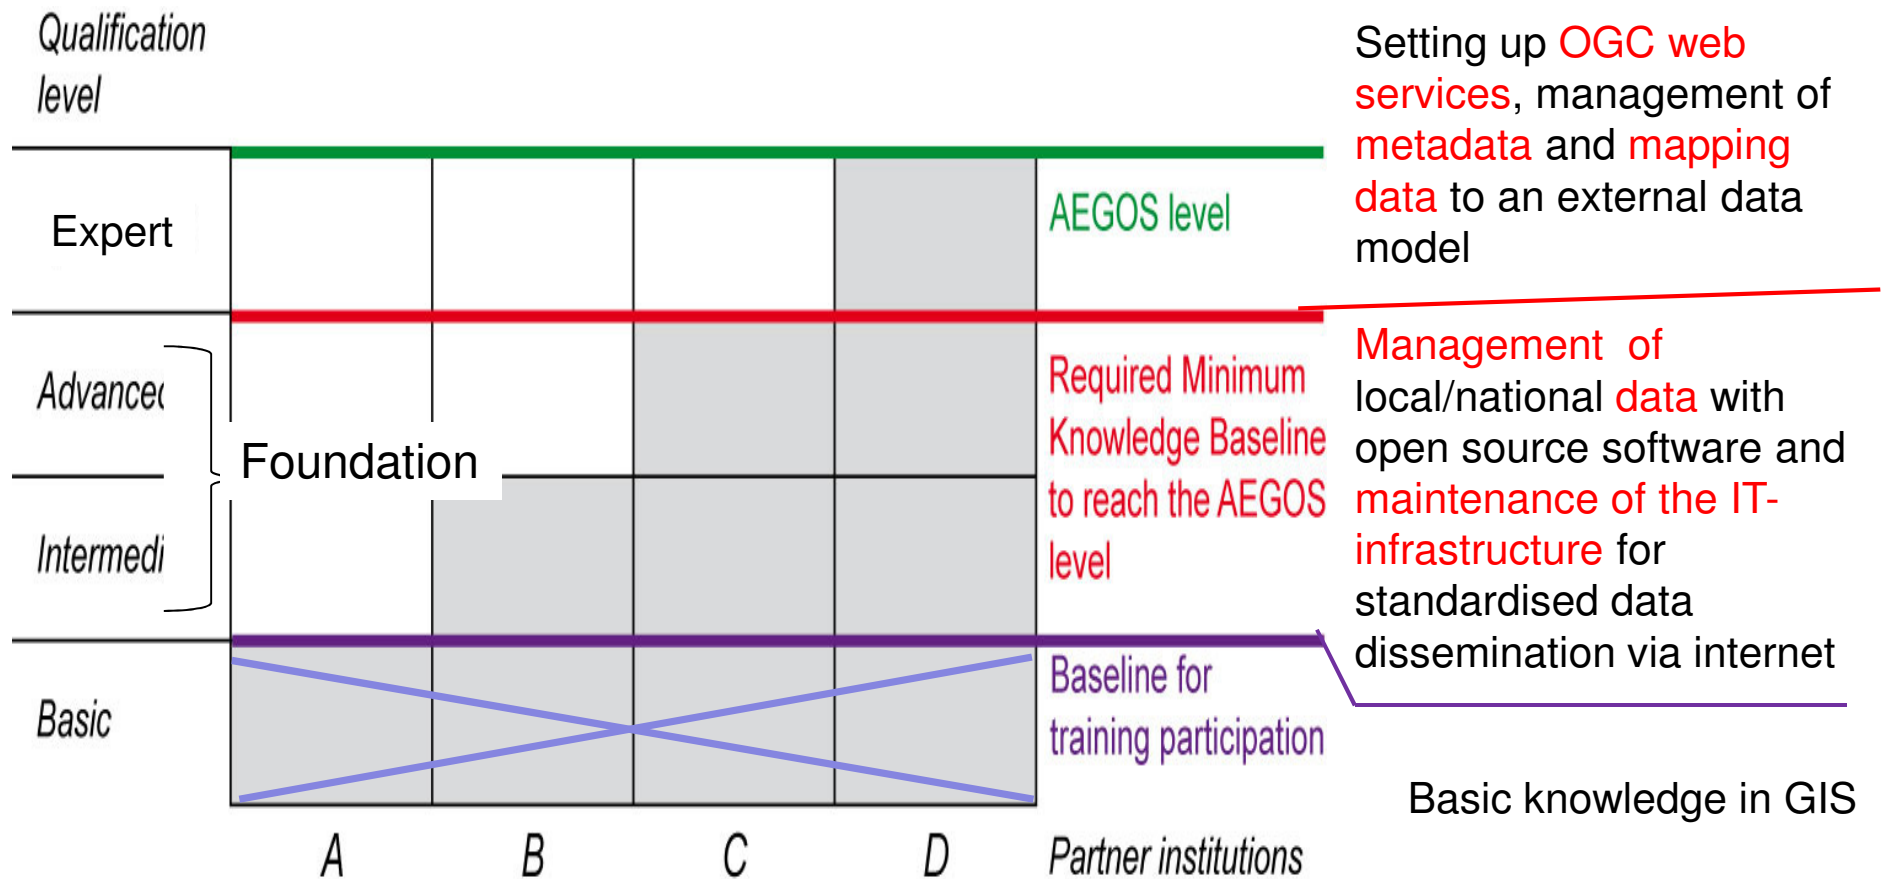 Qualification
level
Setting up OGC web
services, management of
metadata and mapping
data to an external data
model
Expert
AEGOS level
Management of
local/national data with
open source software and
maintenance of the IT-
infrastructure for
standardised data
dissemination via internet
Advanced
Foundation
Required Minimum
Knowledge Baseline
to reach the AEGOS
level
Intermedi
Basic
Baseline for
training participation
Basic knowledge in GIS
A B C D Partner institutions